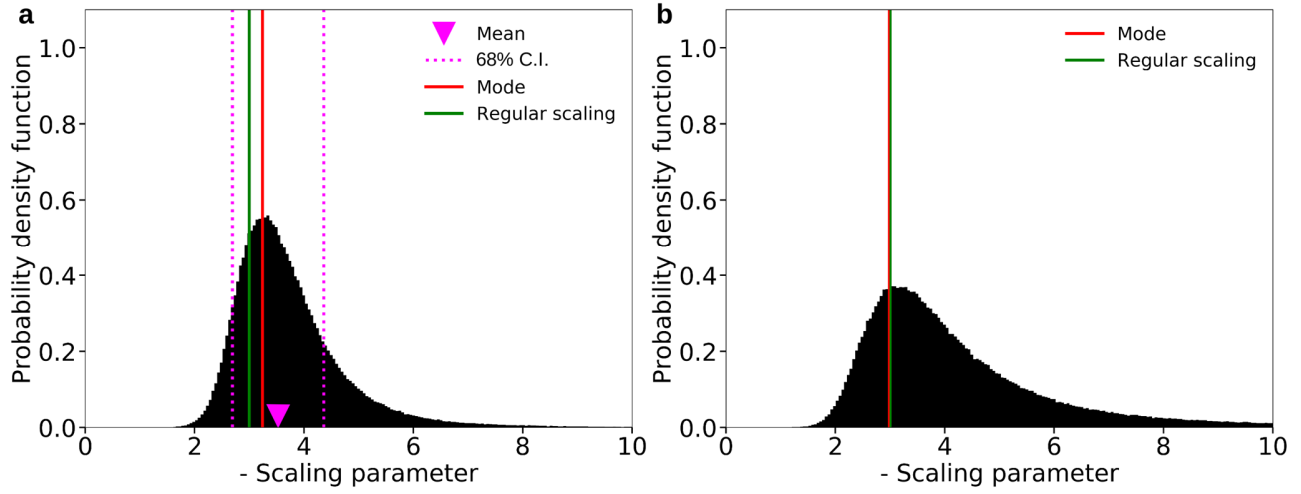 a
Probability density function
1.0
0.8
0.6
0.4
0.2
0.0
0 2 4 6 8 10
- Scaling parameter
Mean
68% C.I.
Mode
Regular scaling
b
Probability density function
1.0
0.8
0.6
0.4
0.2
0.0
0 2 4 6 8 10
- Scaling parameter
Mode
Regular scaling